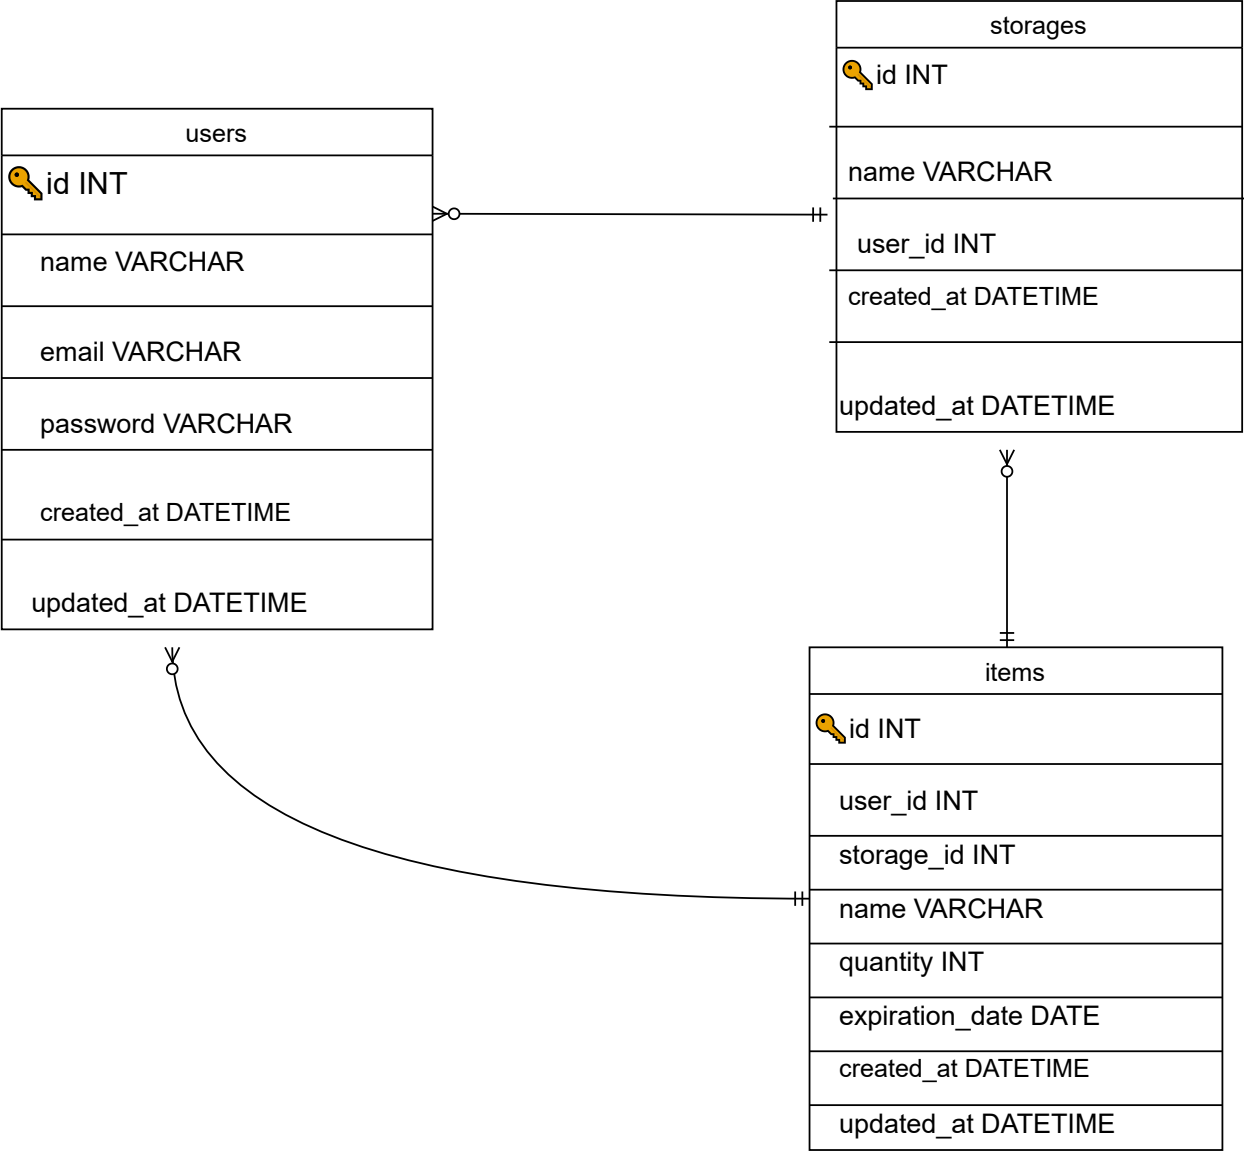 users
id INT
name VARCHAR
email VARCHAR
password VARCHAR
created_at DATETIME
updated_at DATETIME
storages
id INT
name VARCHAR
user_id INT
created_at DATETIME
updated_at DATETIME
items
id INT
user_id INT
storage_id INT
name VARCHAR
quantity INT
expiration_date DATE
created_at DATETIME
updated_at DATETIME